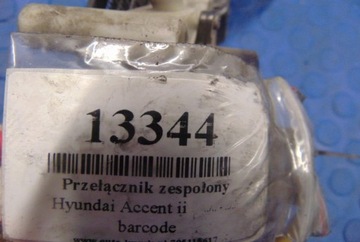 13344
Przełącznik zespolony
Hyundai Accent ii
barcode